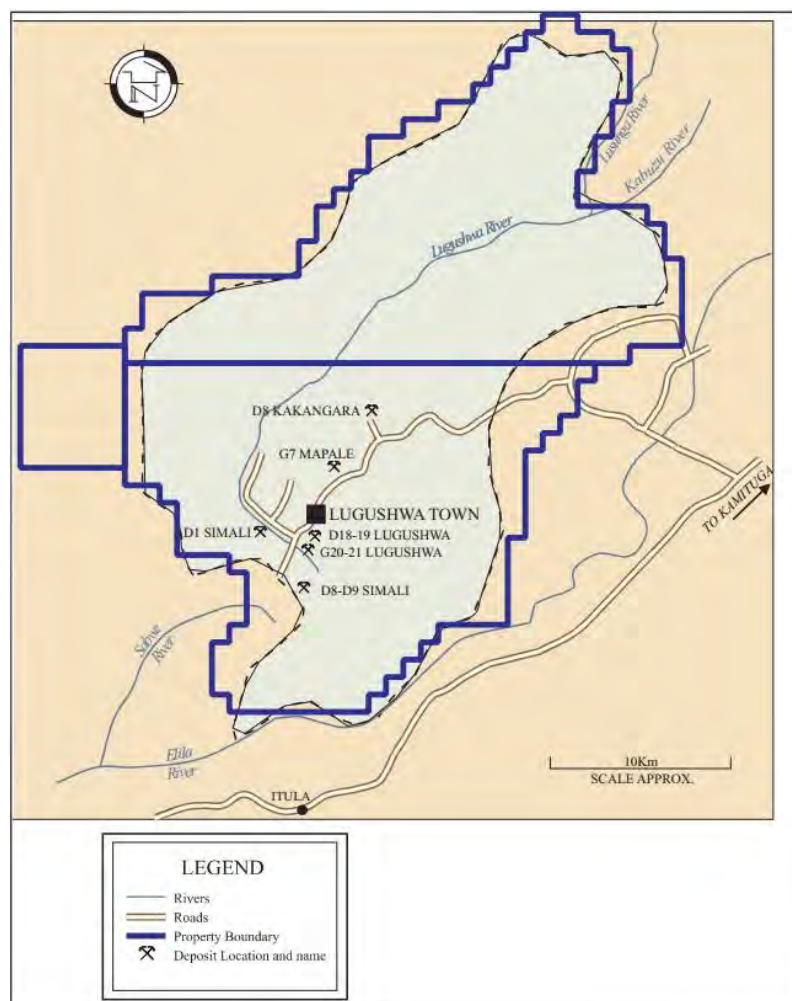 N
Lusunga River
Kabuzu River
Lugushwa River
D8 KAKANGARA
G7 MAPALE
LUGUSHWA TOWN
TO KAMITUGA
D1 SIMALI
D18-19 LUGUSHWA
G20-21 LUGUSHWA
D8-D9 SIMALI
River
Elila
River
10Km
SCALE APPROX.
ITULA
LEGEND
Rivers
Roads
Property Boundary
Deposit Location and name